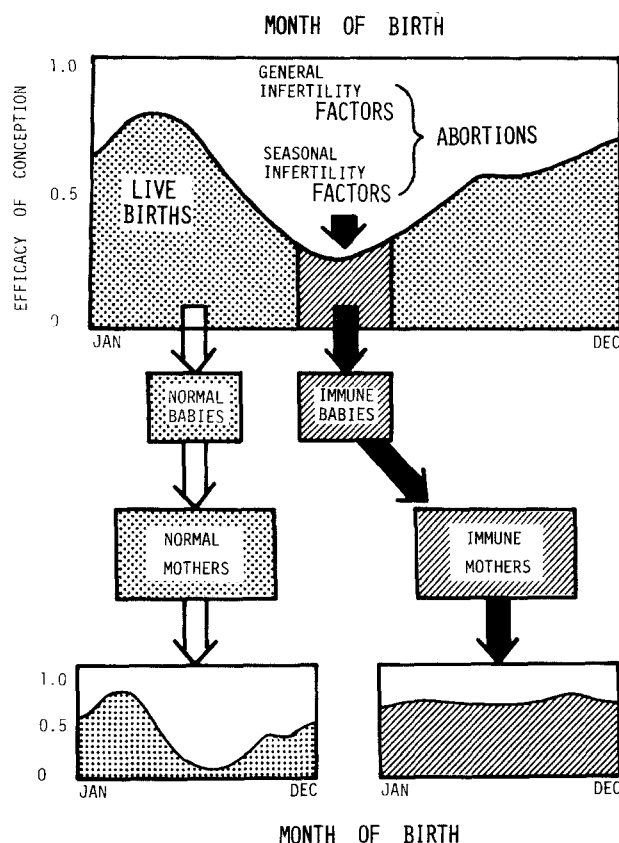 MONTH OF BIRTH
EFFICACY OF CONCEPTION
1.0
0.5
0
GENERAL
INFERTILITY
FACTORS
SEASONAL
INFERTILITY
FACTORS
ABORTIONS
LIVE
BIRTHS
JAN
DEC
NORMAL
BABIES
IMMUNE
BABIES
NORMAL
MOTHERS
IMMUNE
MOTHERS
1.0
0.5
0
JAN
DEC
JAN
DEC
MONTH OF BIRTH